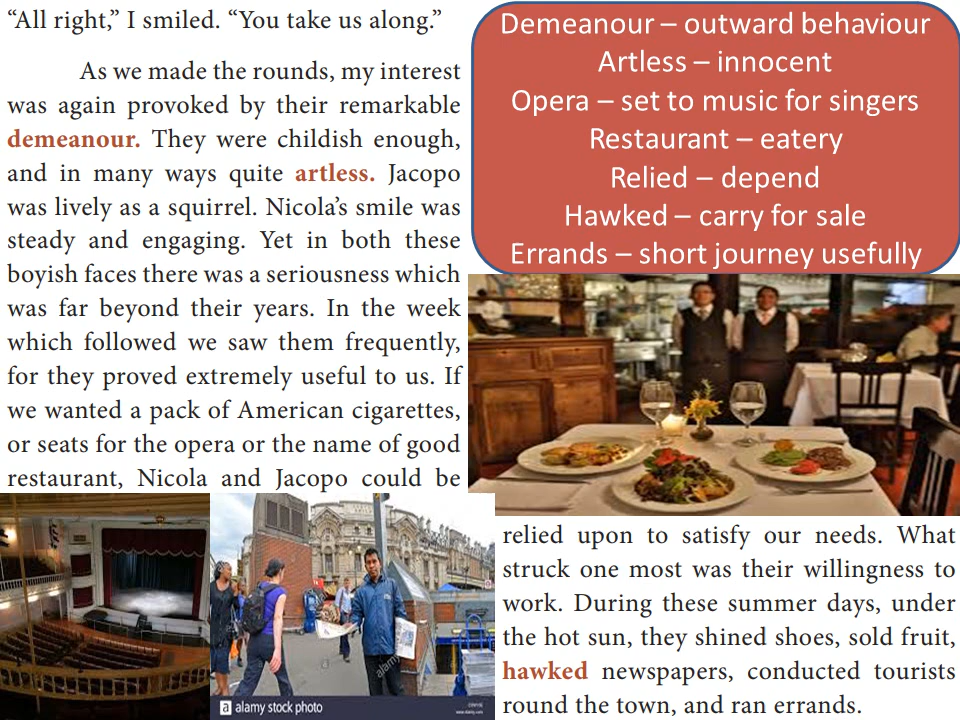 “All right,” I smiled. “You take us along.”
As we made the rounds, my interest
was again provoked by their remarkable
demeanour. They were childish enough,
and in many ways quite artless. Jacopo
was lively as a squirrel. Nicola’s smile was
steady and engaging. Yet in both these
boyish faces there was a seriousness which
was far beyond their years. In the week
which followed we saw them frequently,
for they proved extremely useful to us. If
we wanted a pack of American cigarettes,
or seats for the opera or the name of good
restaurant, Nicola and Jacopo could be
Demeanour – outward behaviour
Artless – innocent
Opera – set to music for singers
Restaurant – eatery
Relied – depend
Hawked – carry for sale
Errands – short journey usefully
relied upon to satisfy our needs. What
struck one most was their willingness to
work. During these summer days, under
the hot sun, they shined shoes, sold fruit,
hawked newspapers, conducted tourists
round the town, and ran errands.
a alamy stock photo
www.alamy.com